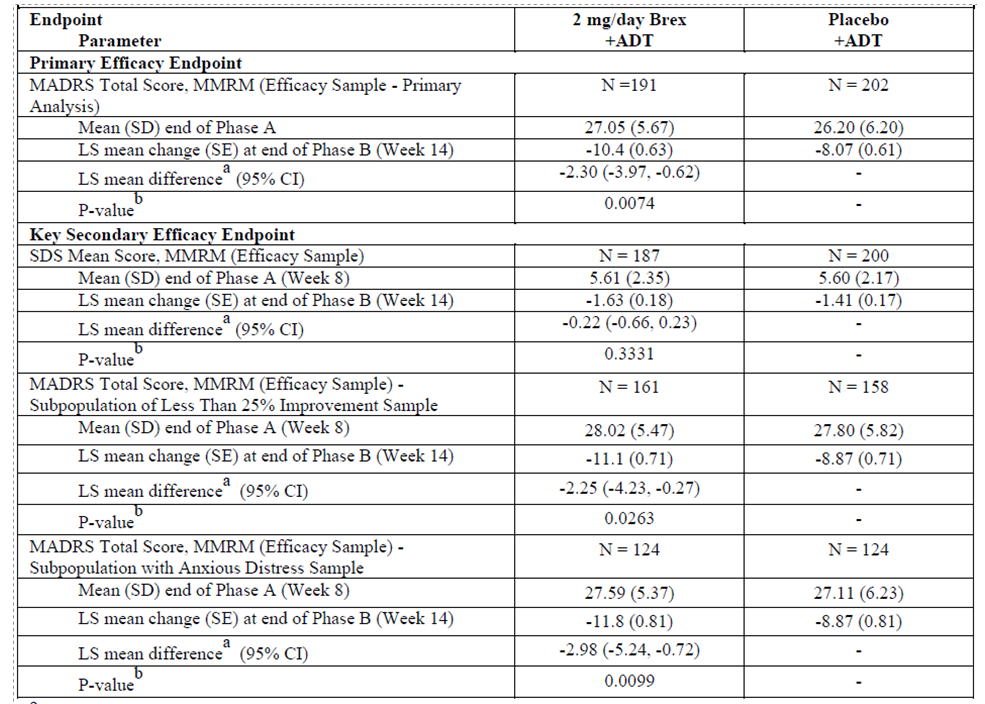 Endpoint 2 mg/day Brex Placebo
Parameter +ADT +ADT
Primary Efficacy Endpoint
MADRS Total Score, MMRM (Efficacy Sample - Primary N =191 N = 202
Analysis)
Mean (SD) end of Phase A 27.05 (5.67) 26.20 (6.20)
LS mean change (SE) at end of Phase B (Week 14) -10.4 (0.63) -8.07 (0.61)
LS mean difference a (95% CI) -2.30 (-3.97, -0.62) -
P-value b 0.0074 -
Key Secondary Efficacy Endpoint
SDS Mean Score, MMRM (Efficacy Sample) N = 187 N = 200
Mean (SD) end of Phase A (Week 8) 5.61 (2.35) 5.60 (2.17)
LS mean change (SE) at end of Phase B (Week 14) -1.63 (0.18) -1.41 (0.17)
LS mean difference a (95% CI) -0.22 (-0.66, 0.23) -
P-value b 0.3331 -
MADRS Total Score, MMRM (Efficacy Sample) - N = 161 N = 158
Subpopulation of Less Than 25% Improvement Sample
Mean (SD) end of Phase A (Week 8) 28.02 (5.47) 27.80 (5.82)
LS mean change (SE) at end of Phase B (Week 14) -11.1 (0.71) -8.87 (0.71)
LS mean difference a (95% CI) -2.25 (-4.23, -0.27) -
P-value b 0.0263 -
MADRS Total Score, MMRM (Efficacy Sample) - N = 124 N = 124
Subpopulation with Anxious Distress Sample
Mean (SD) end of Phase A (Week 8) 27.59 (5.37) 27.11 (6.23)
LS mean change (SE) at end of Phase B (Week 14) -11.8 (0.81) -8.87 (0.81)
LS mean difference a (95% CI) -2.98 (-5.24, -0.72) -
P-value b 0.0099 -